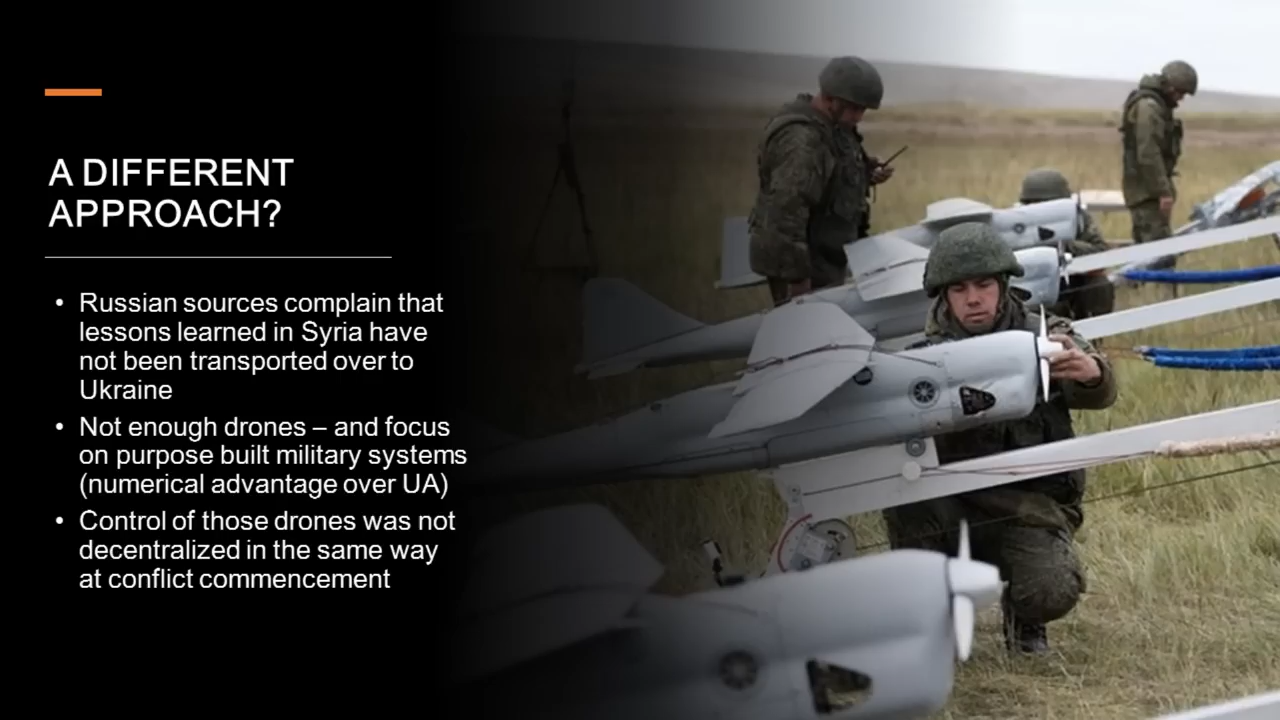 A DIFFERENT
APPROACH?
• Russian sources complain that
lessons learned in Syria have
not been transported over to
Ukraine
• Not enough drones – and focus
on purpose built military systems
(numerical advantage over UA)
• Control of those drones was not
decentralized in the same way
at conflict commencement